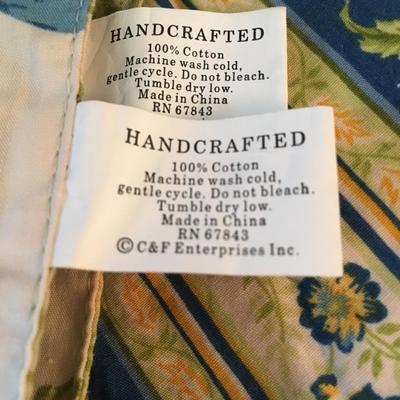 HANDCRAFTED
100% Cotton
Machine wash cold,
gentle cycle. Do not bleach.
Tumble dry low.
Made in China
RN 67843
HANDCRAFTED
100% Cotton
Machine wash cold,
gentle cycle. Do not bleach.
Tumble dry low.
Made in China
RN 67843
© C&F Enterprises Inc.